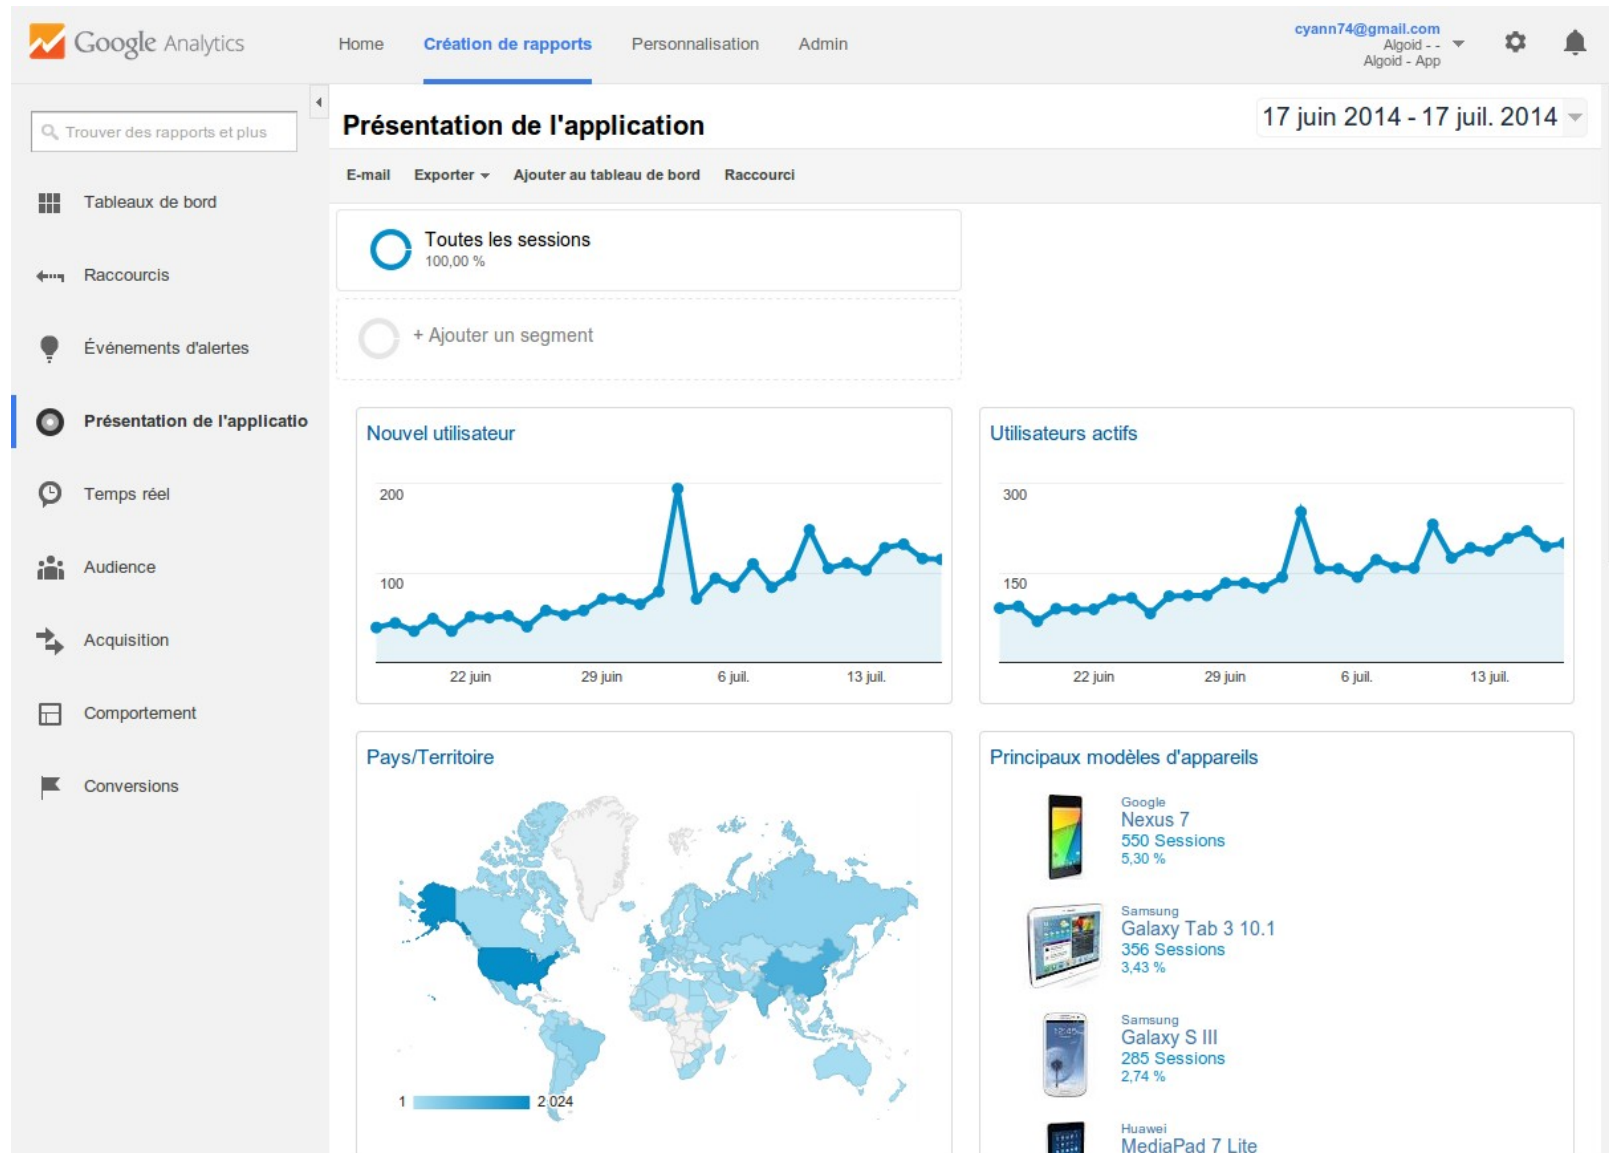 Google Analytics
Home Création de rapports Personnalisation Admin
cyann74@gmail.com
Algoid - -
Algoid - App
Trouver des rapports et plus
Tableaux de bord
Raccourcis
Événements d'alertes
Présentation de l'applicatio
Temps réel
Audience
Acquisition
Comportement
Conversions
Présentation de l'application
17 juin 2014 - 17 juil. 2014
E-mail Exporter Ajouter au tableau de bord Raccourci
Toutes les sessions
100,00 %
+ Ajouter un segment
Nouvel utilisateur
200
100
22 juin 29 juin 6 juil. 13 juil.
Utilisateurs actifs
300
150
22 juin 29 juin 6 juil. 13 juil.
Pays/Territoire
1 2 024
Principaux modèles d'appareils
Google
Nexus 7
550 Sessions
5,30 %
Samsung
Galaxy Tab 3 10.1
356 Sessions
3,43 %
Samsung
Galaxy S III
285 Sessions
2,74 %
Huawei
MediaPad 7 Lite